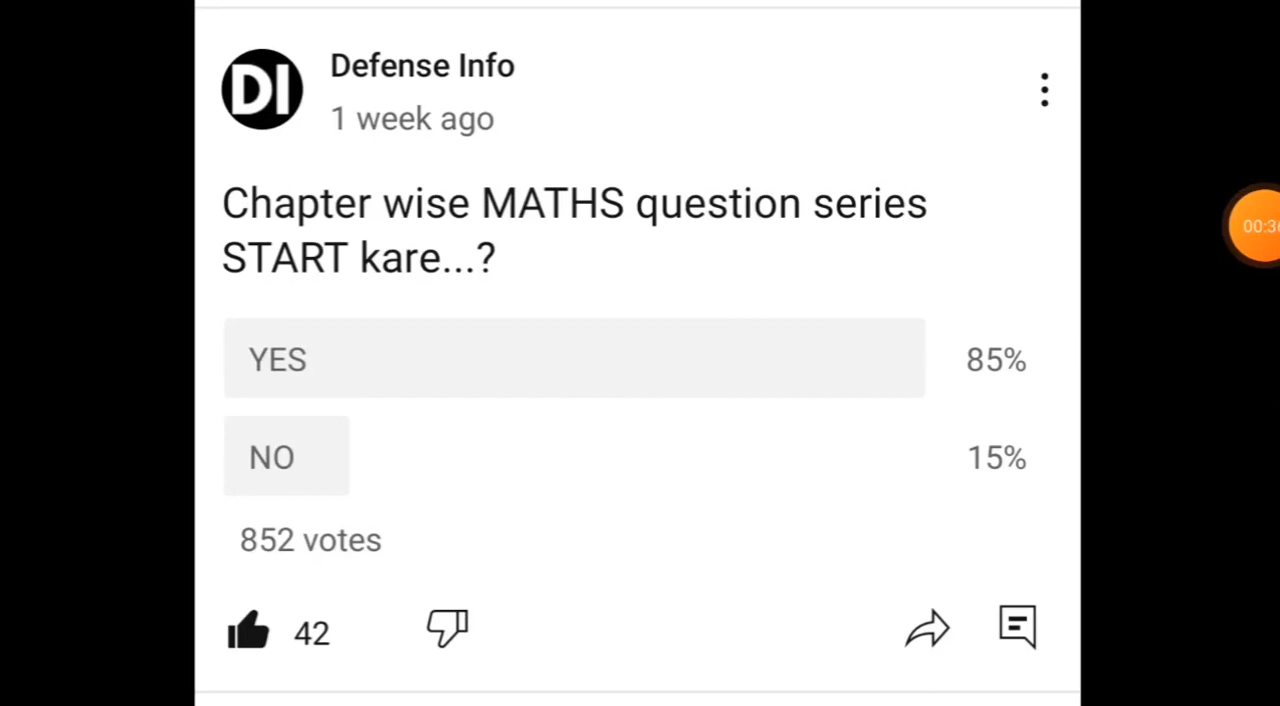 DI
Defense Info
1 week ago
Chapter wise MATHS question series
START kare...?
YES 85%
NO 15%
852 votes
42